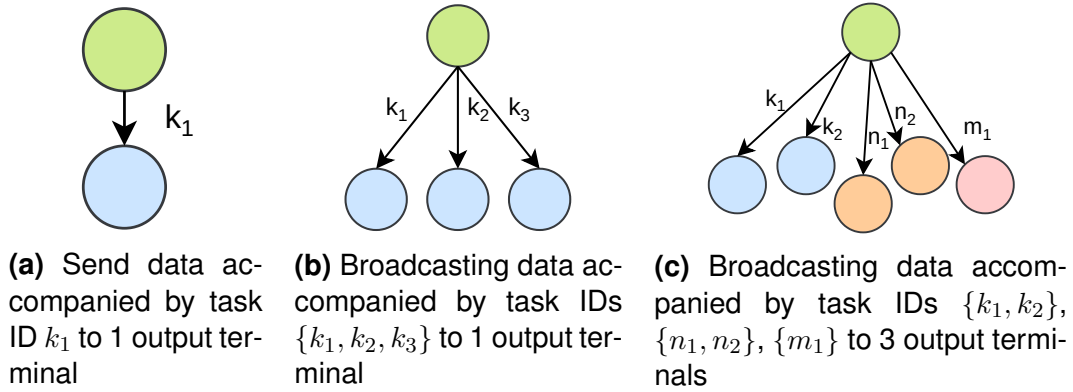 k₁
k₁
k₂
k₃
k₁
k₂
n₁
n₂
m₁
(a) Send data ac-
companied by task
ID k₁ to 1 output ter-
minal
(b) Broadcasting data ac-
companied by task IDs
{k₁, k₂, k₃} to 1 output ter-
minal
(c) Broadcasting data accom-
panied by task IDs {k₁, k₂},
{n₁, n₂}, {m₁} to 3 output termi-
nals